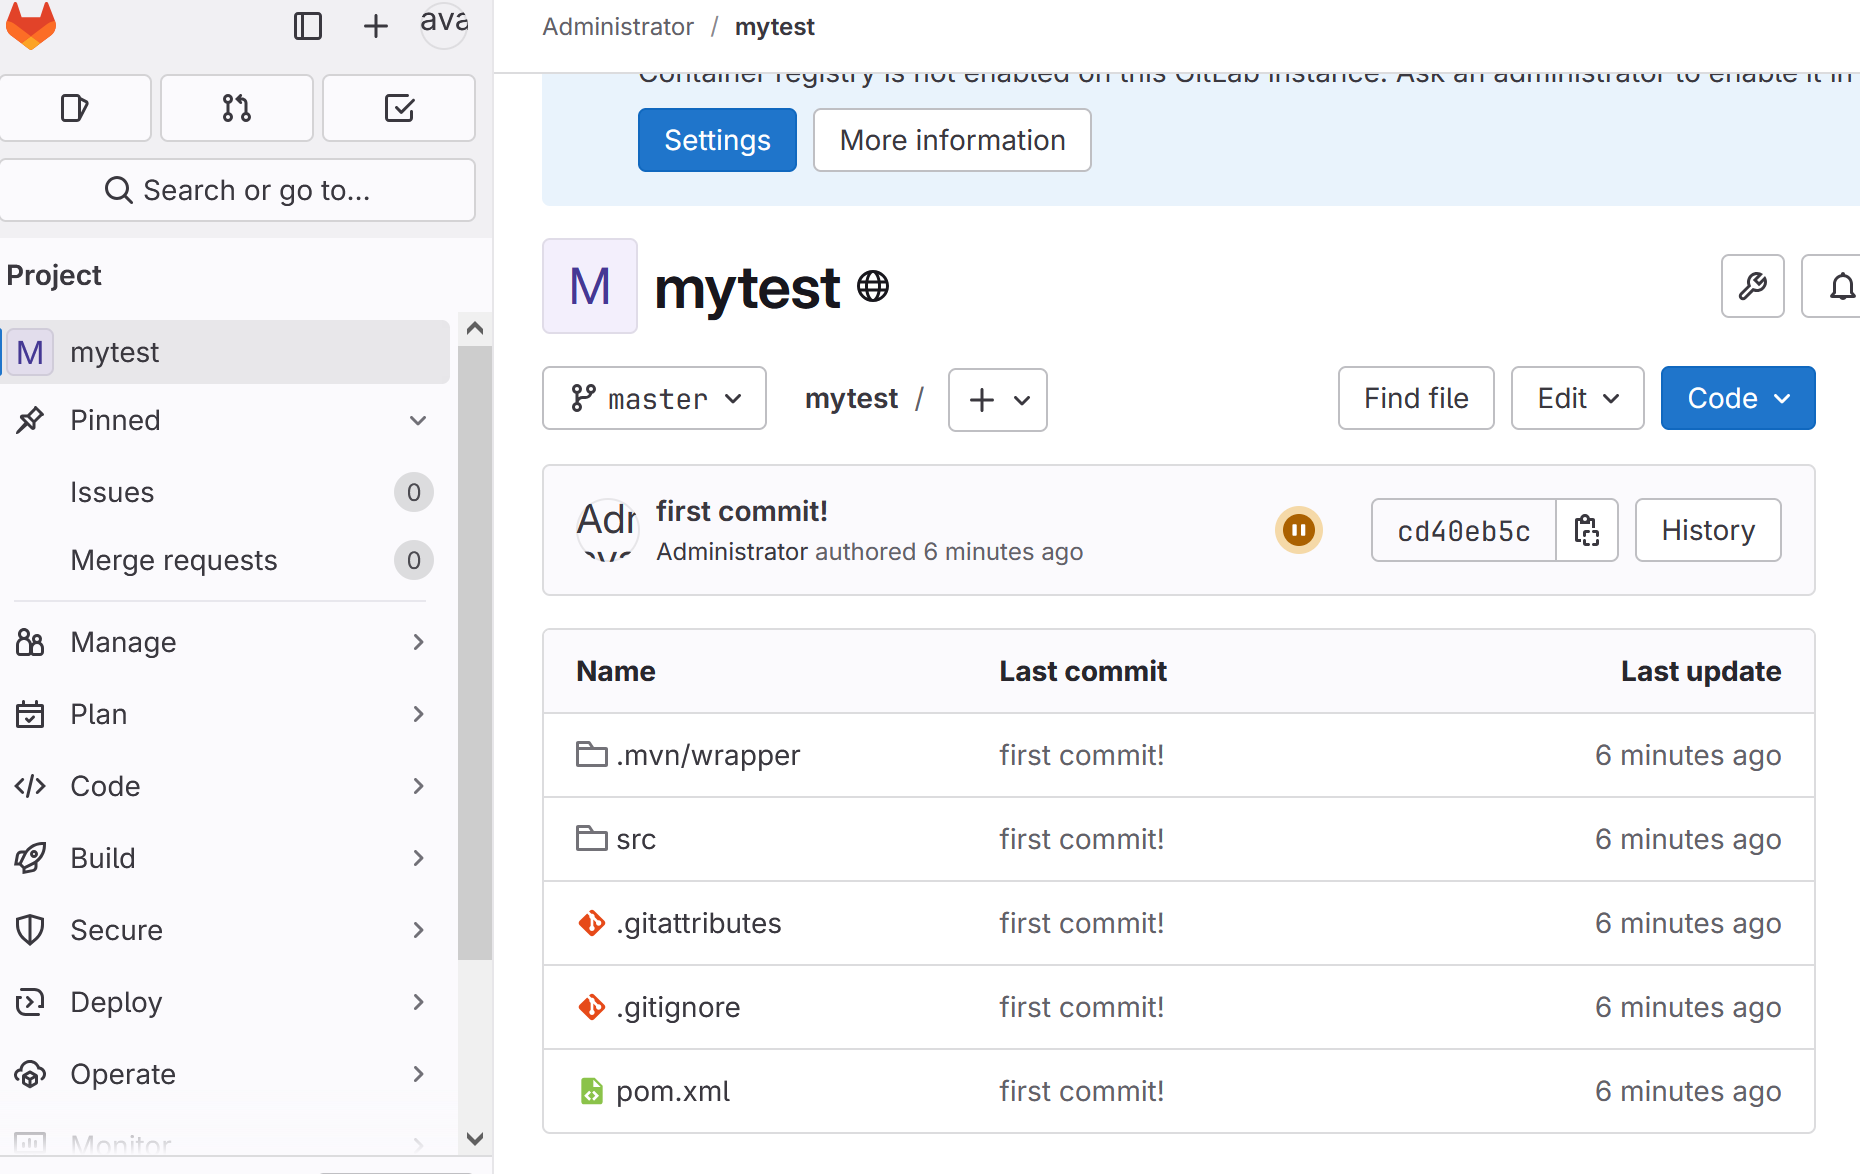 ava
Search or go to...
Project
M mytest
Pinned
Issues 0
Merge requests 0
Manage
Plan
Code
Build
Secure
Deploy
Operate
Monitor
Administrator / mytest
Container registry is not enabled on this GitLab instance. Ask an administrator to enable it in
Settings More information
M mytest
master mytest / Find file Edit Code
Adr
first commit!
Administrator authored 6 minutes ago
cd40eb5c History
Name Last commit Last update
.mvn/wrapper first commit! 6 minutes ago
src first commit! 6 minutes ago
.gitattributes first commit! 6 minutes ago
.gitignore first commit! 6 minutes ago
pom.xml first commit! 6 minutes ago